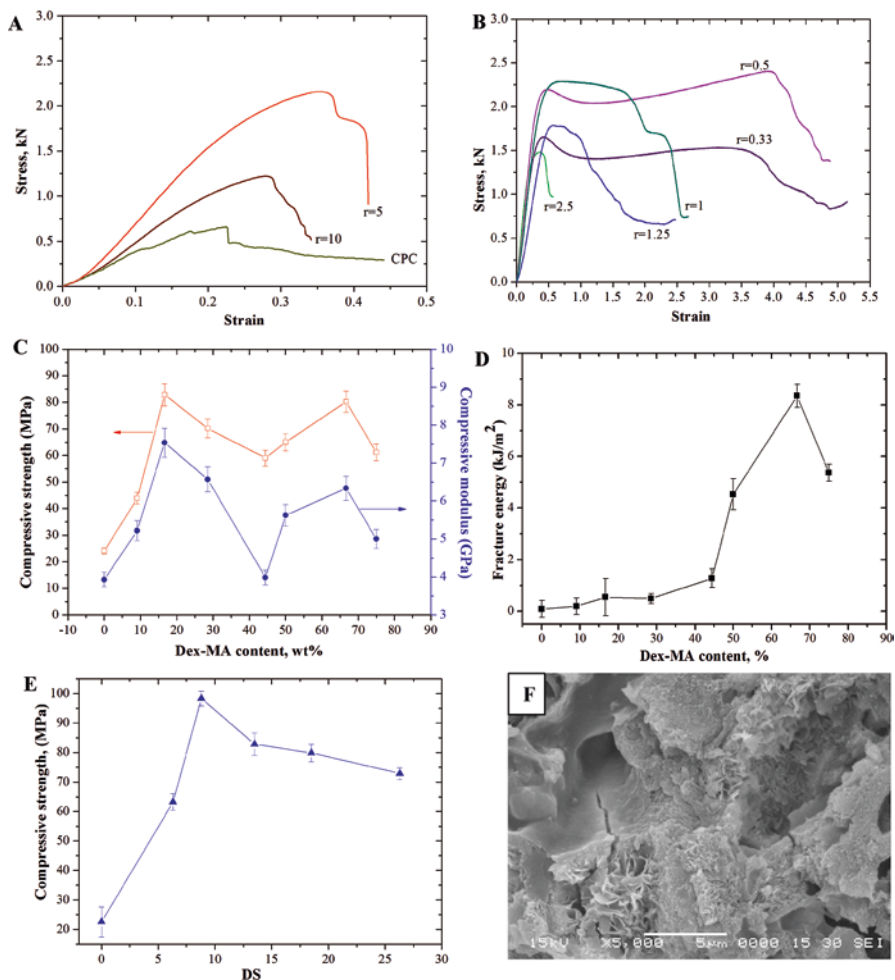 A
Stress, kN
3.0
2.5
2.0
1.5
1.0
0.5
0.0
r=5
r=10
CPC
0.0 0.1 0.2 0.3 0.4 0.5
Strain
B
Stress, kN
3.0
2.5
2.0
1.5
1.0
0.5
0.0
r=0.5
r=0.33
r=2.5
r=1
r=1.25
0.0 0.5 1.0 1.5 2.0 2.5 3.0 3.5 4.0 4.5 5.0 5.5
Strain
C
Compressive strength (MPa)
100
90
80
70
60
50
40
30
20
10
0
10
9
8
7
6
5
4
3
Compressive modulus (GPa)
-10 0 10 20 30 40 50 60 70 80 90
Dex-MA content, wt%
D
Fracture energy (kJ/m²)
10
8
6
4
2
0
0 10 20 30 40 50 60 70 80 90
Dex-MA content, %
E
Compressive strength, (MPa)
100
90
80
70
60
50
40
30
20
0 5 10 15 20 25 30
DS
F
15kV X5,000 5μm 0000 15 30 SEI